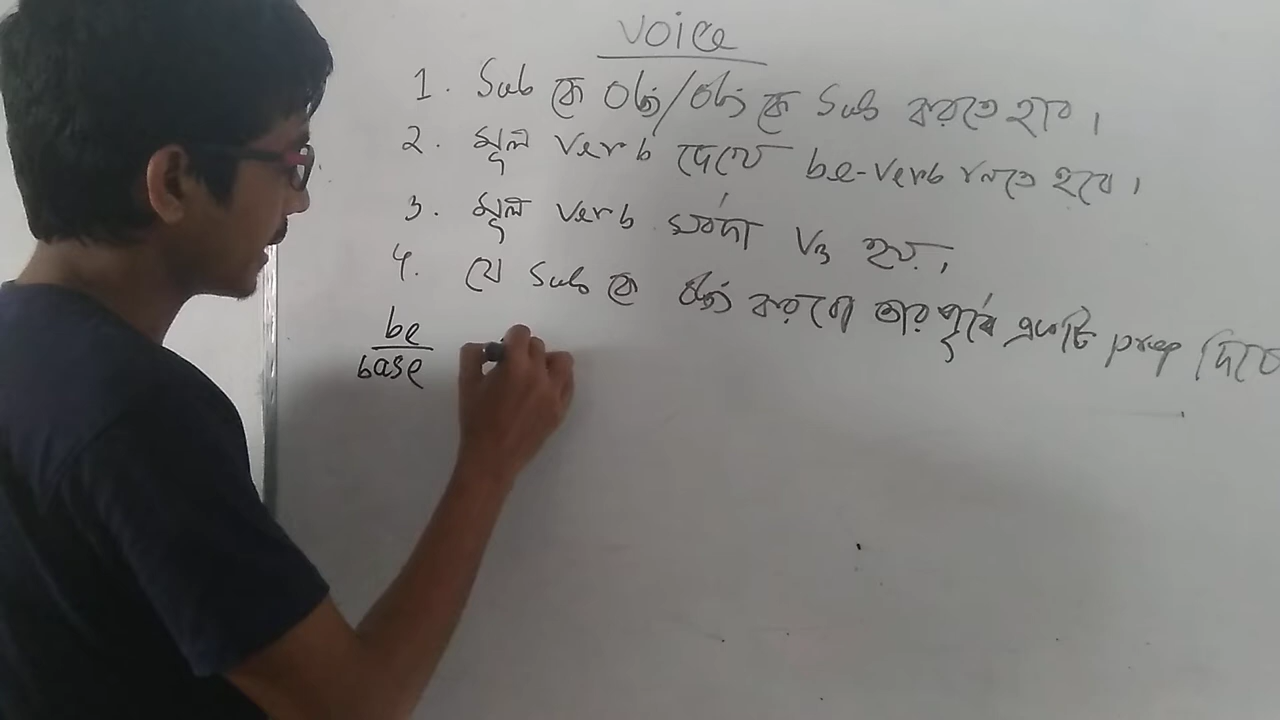 Voice
1. Sub কে Obj/Obj কে Sub করতে হবে।
2. মূল Verb দেখে be-verb বসাতে হবে।
3. মূল verb সর্বদা V3 হয়।
4. যে Sub কে Obj করবো তার পূর্বে একটি prep দিতে
be
base